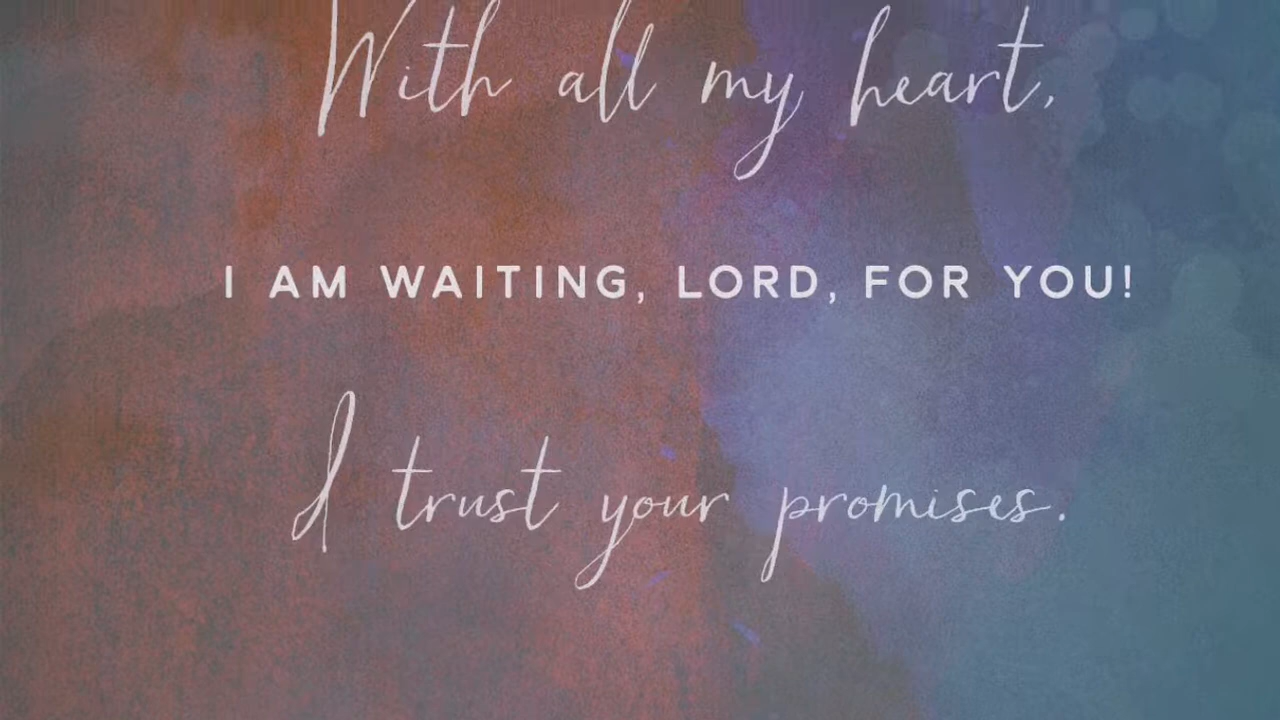 With all my heart,
I AM WAITING, LORD, FOR YOU!
I trust your promises.